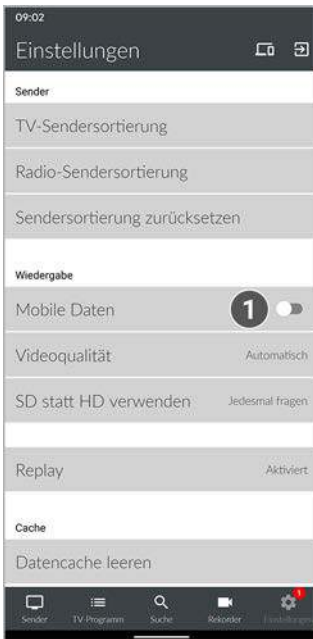 09:02
Einstellungen
Sender
TV-Sendersortierung
Radio-Sendersortierung
Sendersortierung zurücksetzen
Wiedergabe
Mobile Daten 1
Videoqualität Automatisch
SD statt HD verwenden Jedesmal fragen
Replay Aktiviert
Cache
Datencache leeren
1
Sender TV-Programm Suche Rekorder Einstellungen